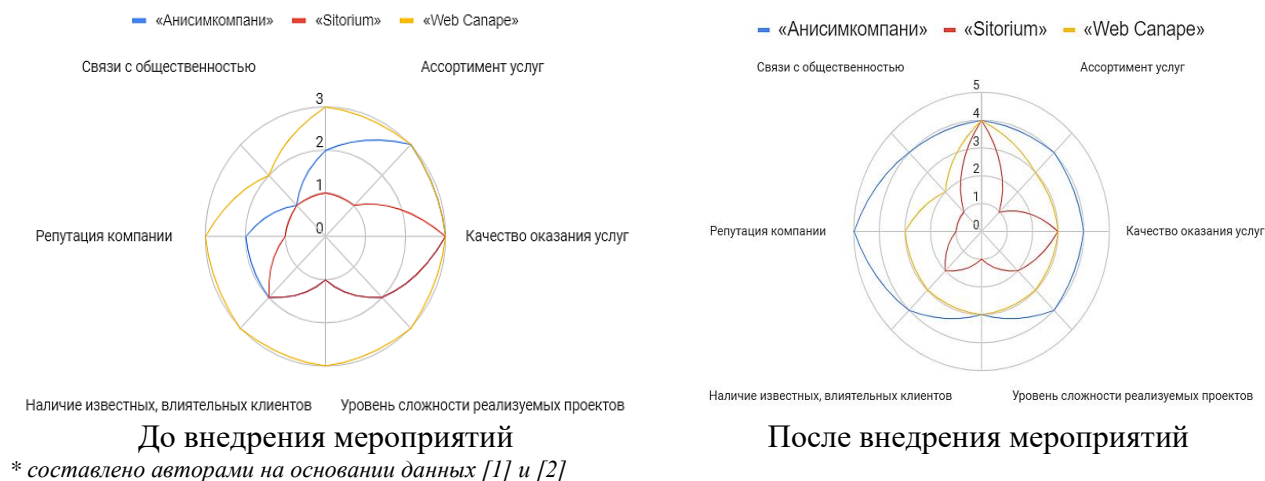 «Анисимкомпани» «Sitorium» «Web Canape»
Связи с общественностью Ассортимент услуг
3
2
1
0
Репутация компании Качество оказания услуг
Наличие известных, влиятельных клиентов Уровень сложности реализуемых проектов
До внедрения мероприятий
* составлено авторами на основании данных [1] и [2]
«Анисимкомпани» «Sitorium» «Web Canape»
Связи с общественностью Ассортимент услуг
5
4
3
2
1
0
Репутация компании Качество оказания услуг
Наличие известных, влиятельных клиентов Уровень сложности реализуемых проектов
После внедрения мероприятий